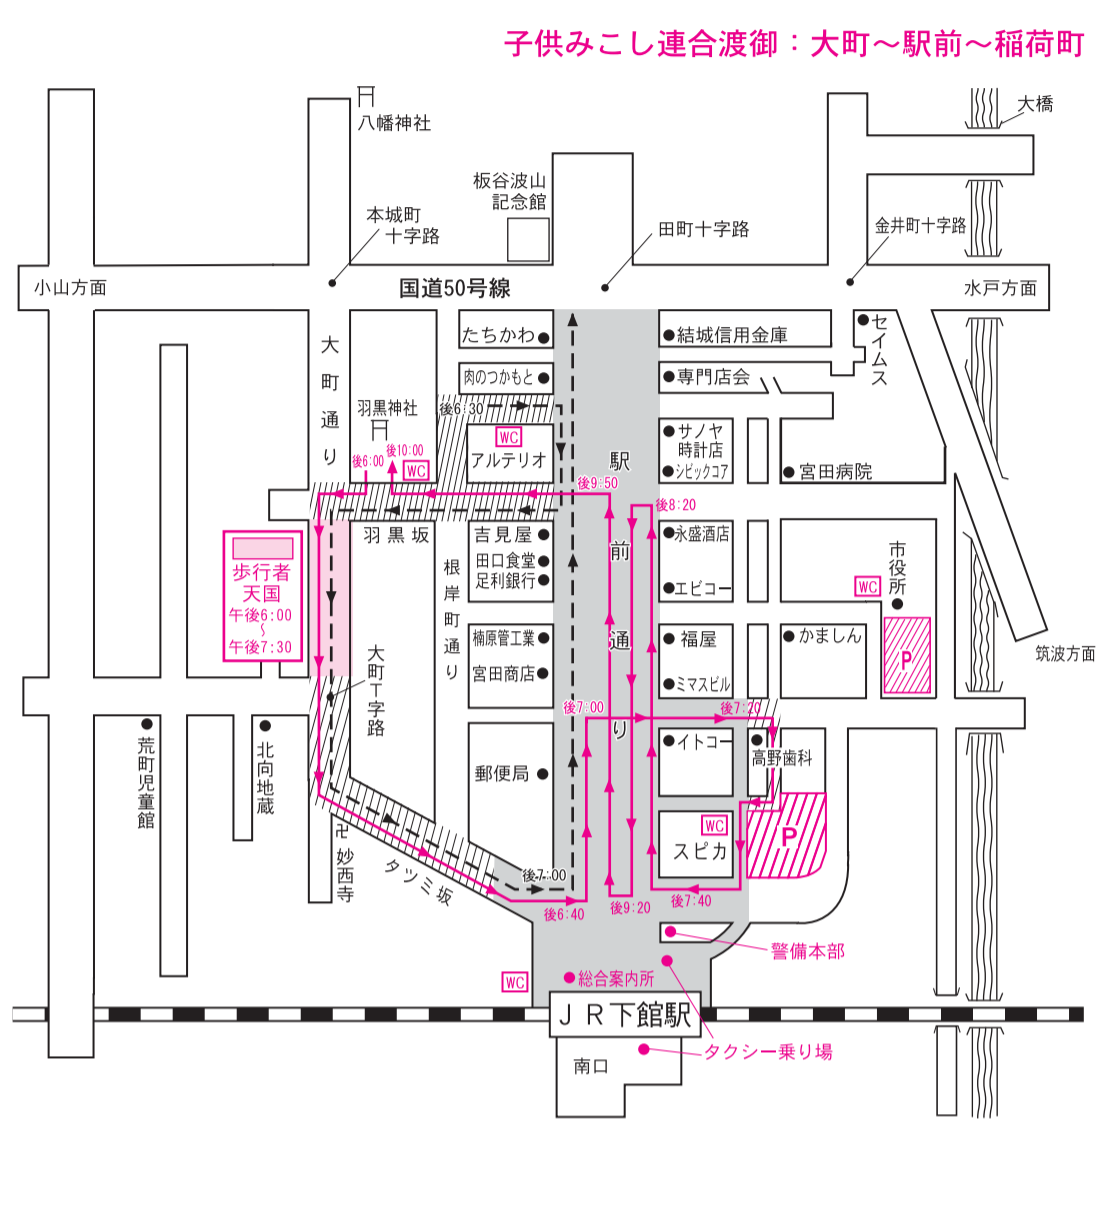 子供みこし連合渡御：大町〜駅前〜稲荷町
大橋
八幡神社
板谷波山
記念館
本城町
十字路
田町十字路
金井町十字路
小山方面
国道50号線
水戸方面
大町通り
たちかわ
結城信用金庫
セイムス
肉のつかもと
専門店会
羽黒神社
後6:30
WC
アルテリオ
サノヤ
時計店
シビックコア
宮田病院
後6:00
後10:00
WC
後9:50
後8:20
駅前通り
羽黒坂
吉見屋
永盛酒店
根岸町通り
田口食堂
足利銀行
エビコー
市役所
WC
歩行者
天国
午後6:00
〜
午後7:30
楠原管工業
宮田商店
福屋
ミマスビル
かましん
P
筑波方面
大町T字路
後7:00
後7:20
荒町児童館
北向地蔵
イトコー
高野歯科
郵便局
卍妙西寺
タツミ坂
WC
スピカ
P
後7:00
後6:40
後9:20
後7:40
警備本部
WC
総合案内所
JR下館駅
タクシー乗り場
南口